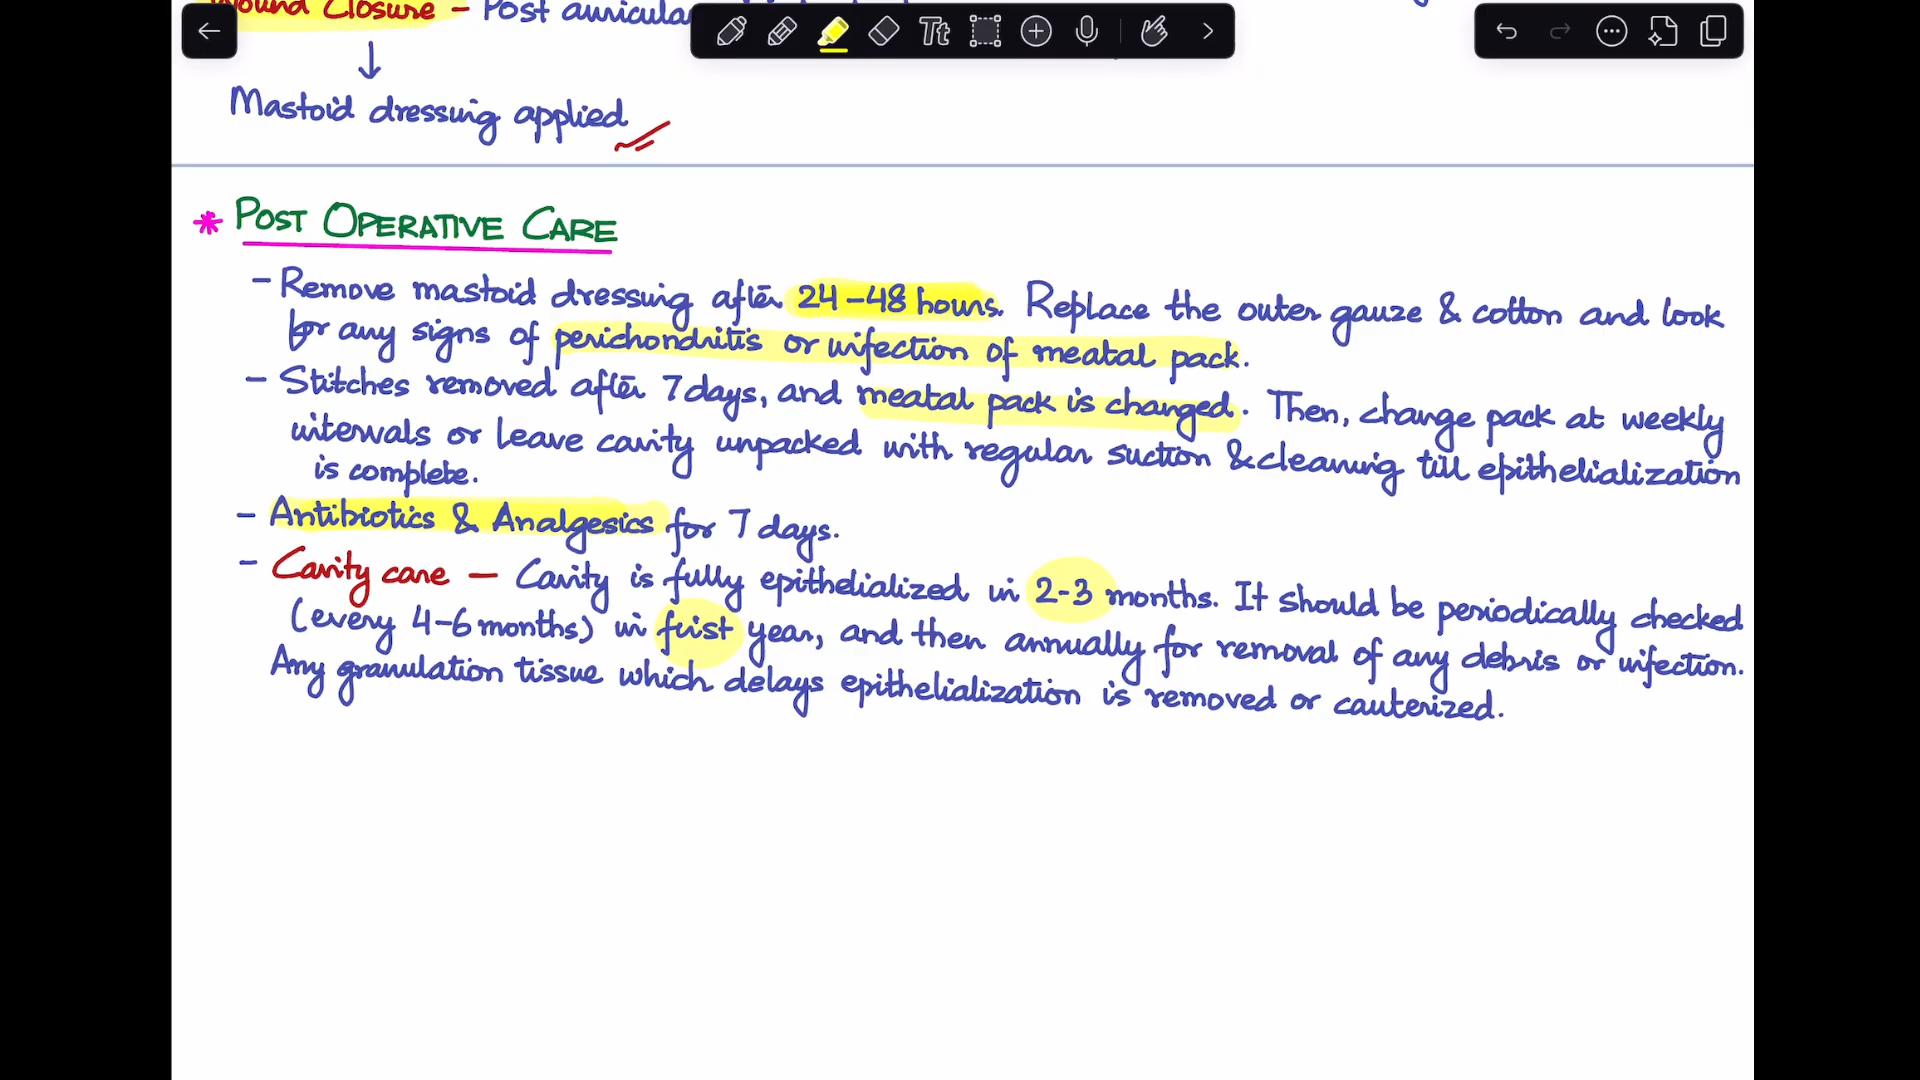 Wound Closure - Post auricula
Mastoid dressing applied
Tt
* POST OPERATIVE CARE
- Remove mastoid dressing after 24-48 hours. Replace the outer gauze & cotton and look
for any signs of perichondritis or infection of meatal pack.
- Stitches removed after 7 days, and meatal pack is changed. Then, change pack at weekly
intervals or leave cavity unpacked with regular suction & cleaning till epithelialization
is complete.
- Antibiotics & Analgesics for 7 days.
- Cavity care - Cavity is fully epithelialized in 2-3 months. It should be periodically checked
(every 4-6 months) in first year, and then annually for removal of any debris or infection.
Any granulation tissue which delays epithelialization is removed or cauterized.